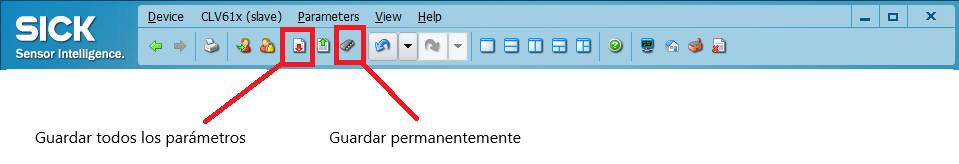 SICK
Sensor Intelligence.
Device CLV61x (slave) Parameters View Help
Guardar todos los parámetros Guardar permanentemente